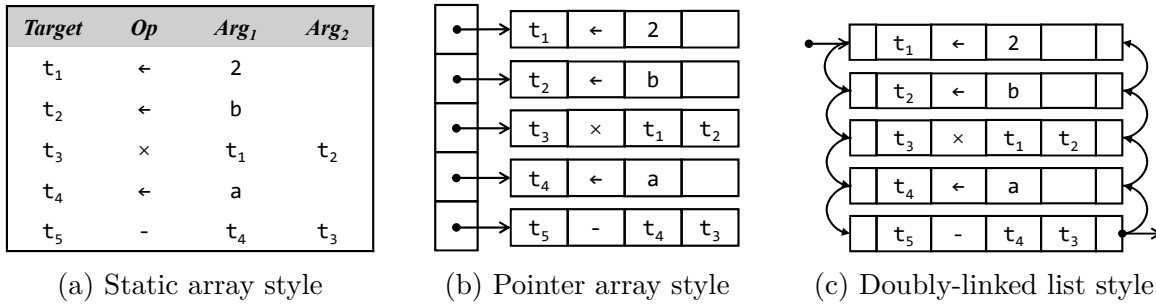 Target Op Arg₁ Arg₂
t₁ ← 2
t₂ ← b
t₃ × t₁ t₂
t₄ ← a
t₅ - t₄ t₃
(a) Static array style
t₁ ← 2
t₂ ← b
t₃ × t₁ t₂
t₄ ← a
t₅ - t₄ t₃
(b) Pointer array style
t₁ ← 2
t₂ ← b
t₃ × t₁ t₂
t₄ ← a
t₅ - t₄ t₃
(c) Doubly-linked list style